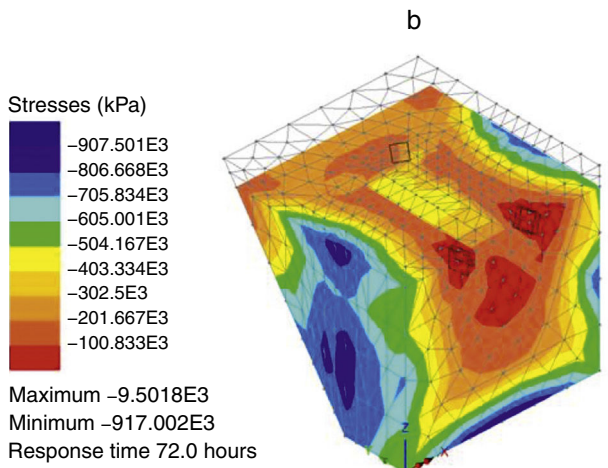 b
Stresses (kPa)
−907.501E3
−806.668E3
−705.834E3
−605.001E3
−504.167E3
−403.334E3
−302.5E3
−201.667E3
−100.833E3
Maximum −9.5018E3
Minimum −917.002E3
Response time 72.0 hours
Z
X